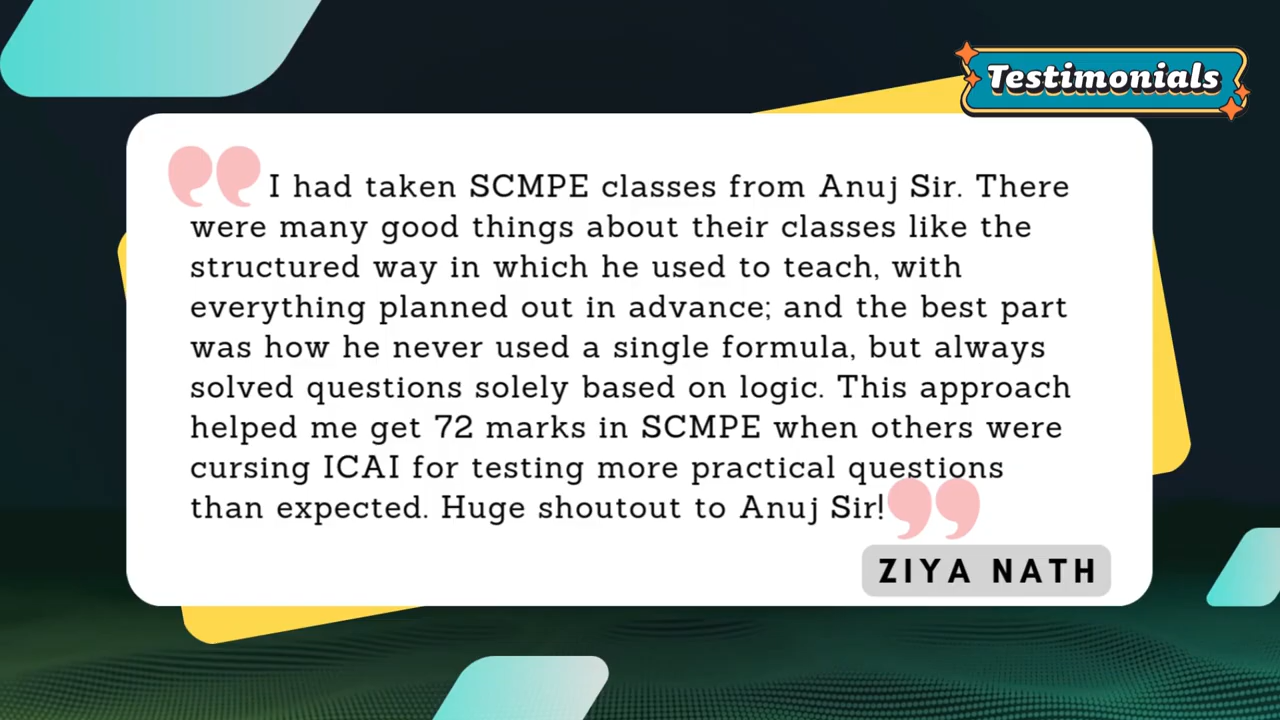 Testimonials
I had taken SCMPE classes from Anuj Sir. There
were many good things about their classes like the
structured way in which he used to teach, with
everything planned out in advance; and the best part
was how he never used a single formula, but always
solved questions solely based on logic. This approach
helped me get 72 marks in SCMPE when others were
cursing ICAI for testing more practical questions
than expected. Huge shoutout to Anuj Sir!
ZIYA NATH